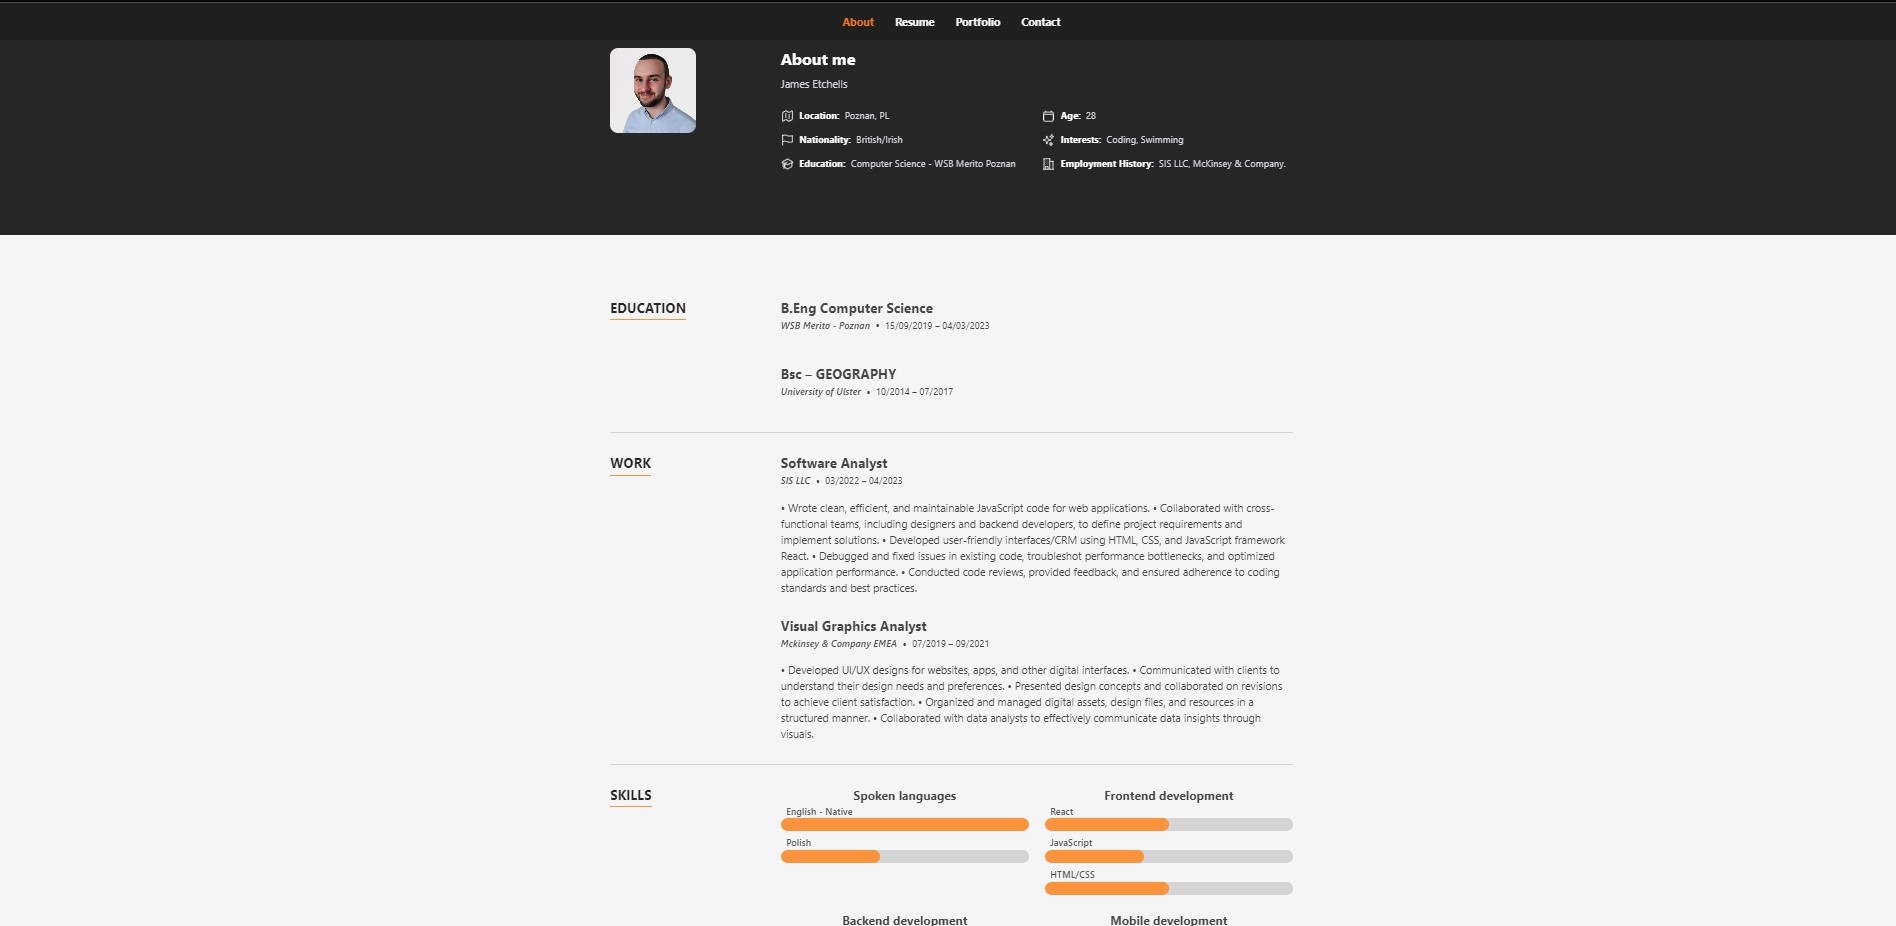 About Resume Portfolio Contact
About me
James Etchells
Location: Poznan, PL
Age: 28
Nationality: British/Irish
Interests: Coding, Swimming
Education: Computer Science - WSB Merito Poznan
Employment History: SIS LLC, McKinsey & Company.
EDUCATION
B.Eng Computer Science
WSB Merito - Poznan • 15/09/2019 – 04/03/2023
Bsc – GEOGRAPHY
University of Ulster • 10/2014 – 07/2017
WORK
Software Analyst
SIS LLC • 03/2022 – 04/2023
• Wrote clean, efficient, and maintainable JavaScript code for web applications. • Collaborated with cross-
functional teams, including designers and backend developers, to define project requirements and
implement solutions. • Developed user-friendly interfaces/CRM using HTML, CSS, and JavaScript framework
React. • Debugged and fixed issues in existing code, troubleshot performance bottlenecks, and optimized
application performance. • Conducted code reviews, provided feedback, and ensured adherence to coding
standards and best practices.
Visual Graphics Analyst
Mckinsey & Company EMEA • 07/2019 – 09/2021
• Developed UI/UX designs for websites, apps, and other digital interfaces. • Communicated with clients to
understand their design needs and preferences. • Presented design concepts and collaborated on revisions
to achieve client satisfaction. • Organized and managed digital assets, design files, and resources in a
structured manner. • Collaborated with data analysts to effectively communicate data insights through
visuals.
SKILLS
Spoken languages
English - Native
Polish
Frontend development
React
JavaScript
HTML/CSS
Backend development
Mobile development